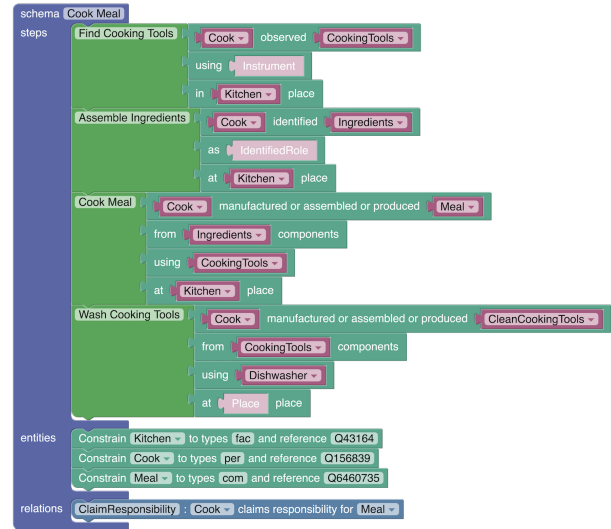 schema Cook Meal
steps Find Cooking Tools Cook observed CookingTools
using Instrument
in Kitchen place
Assemble Ingredients Cook identified Ingredients
as IdentifiedRole
at Kitchen place
Cook Meal Cook manufactured or assembled or produced Meal
from Ingredients components
using CookingTools
at Kitchen place
Wash Cooking Tools Cook manufactured or assembled or produced CleanCookingTools
from CookingTools components
using Dishwasher
at Place place
entities Constrain Kitchen to types fac and reference Q43164
Constrain Cook to types per and reference Q156839
Constrain Meal to types com and reference Q6460735
relations ClaimResponsibility : Cook claims responsibility for Meal